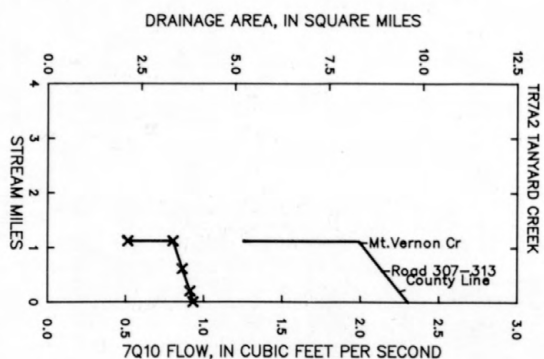 DRAINAGE AREA, IN SQUARE MILES
0.0 2.5 5.0 7.5 10.0 12.5
TR7A2 TANYARD CREEK
4
3
2
1
0
STREAM MILES
Mt.Vernon Cr
Road 307-313
County Line
0.0 0.5 1.0 1.5 2.0 2.5 3.0
7Q10 FLOW, IN CUBIC FEET PER SECOND